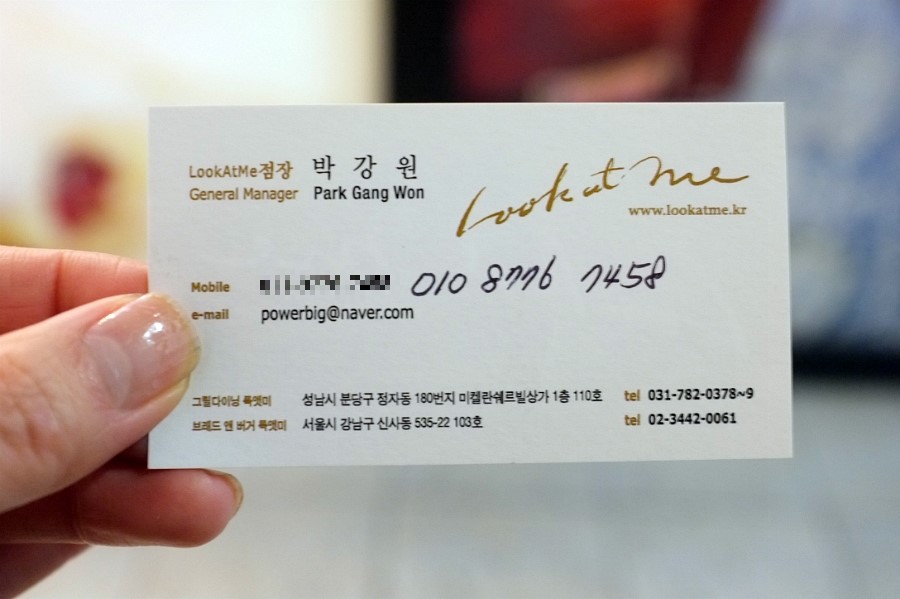 LookAtMe점장 박 강 원
General Manager Park Gang Won
Look at me
www.lookatme.kr
Mobile 010 8776 7458
e-mail powerbig@naver.com
그릴다이닝 룩앳미 성남시 분당구 정자동 180번지 미켈란쉐르빌상가 1층 110호 tel 031-782-0378~9
브레드 앤 버거 룩앳미 서울시 강남구 신사동 535-22 103호 tel 02-3442-0061